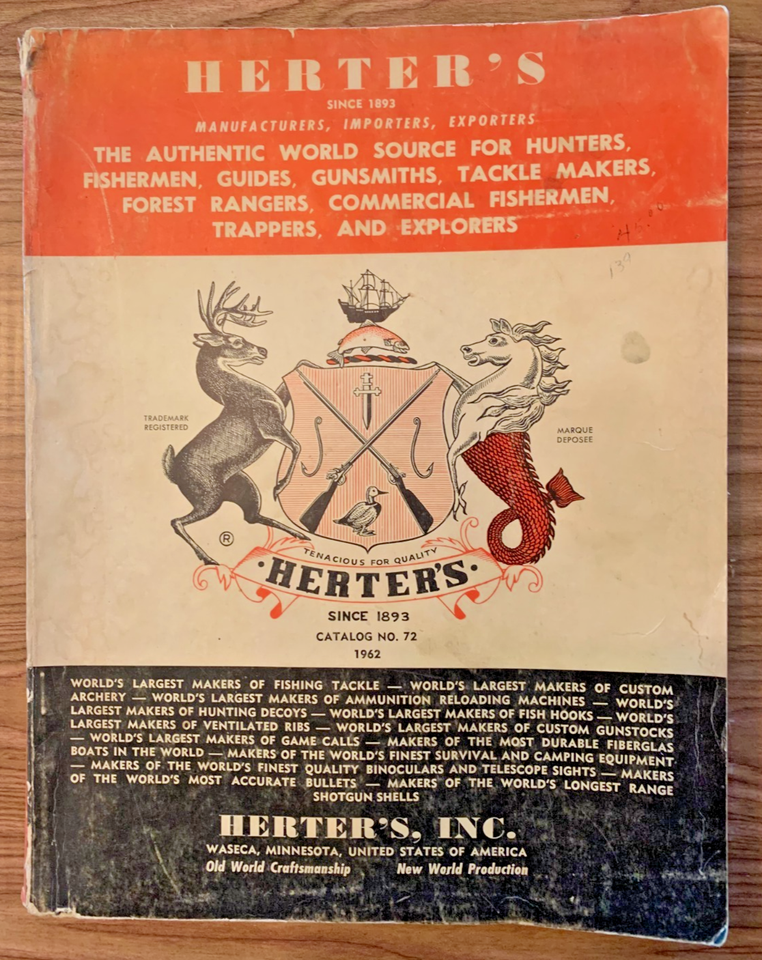 HERTER'S
SINCE 1893
MANUFACTURERS, IMPORTERS, EXPORTERS
THE AUTHENTIC WORLD SOURCE FOR HUNTERS,
FISHERMEN, GUIDES, GUNSMITHS, TACKLE MAKERS,
FOREST RANGERS, COMMERCIAL FISHERMEN,
TRAPPERS, AND EXPLORERS
TRADEMARK
REGISTERED
MARQUE
DEPOSEE
®
TENACIOUS FOR QUALITY
·HERTER'S·
SINCE 1893
CATALOG NO. 72
1962
WORLD'S LARGEST MAKERS OF FISHING TACKLE — WORLD'S LARGEST MAKERS OF CUSTOM
ARCHERY — WORLD'S LARGEST MAKERS OF AMMUNITION RELOADING MACHINES — WORLD'S
LARGEST MAKERS OF HUNTING DECOYS — WORLD'S LARGEST MAKERS OF FISH HOOKS — WORLD'S
LARGEST MAKERS OF VENTILATED RIBS — WORLD'S LARGEST MAKERS OF CUSTOM GUNSTOCKS
— WORLD'S LARGEST MAKERS OF GAME CALLS — MAKERS OF THE MOST DURABLE FIBERGLAS
BOATS IN THE WORLD — MAKERS OF THE WORLD'S FINEST SURVIVAL AND CAMPING EQUIPMENT
— MAKERS OF THE WORLD'S FINEST QUALITY BINOCULARS AND TELESCOPE SIGHTS — MAKERS
OF THE WORLD'S MOST ACCURATE BULLETS — MAKERS OF THE WORLD'S LONGEST RANGE
SHOTGUN SHELLS
HERTER'S, INC.
WASECA, MINNESOTA, UNITED STATES OF AMERICA
Old World Craftsmanship New World Production